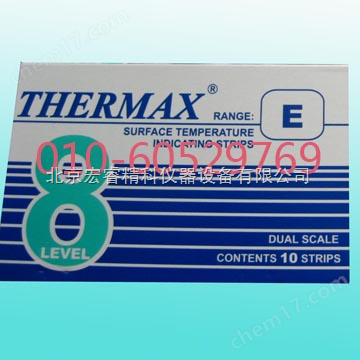 THERMAX®
RANGE: E
SURFACE TEMPERATURE
INDICATING STRIPS
010-60529769
北京宏睿精科仪器设备有限公司
8
LEVEL
DUAL SCALE
CONTENTS 10 STRIPS
chem17.com